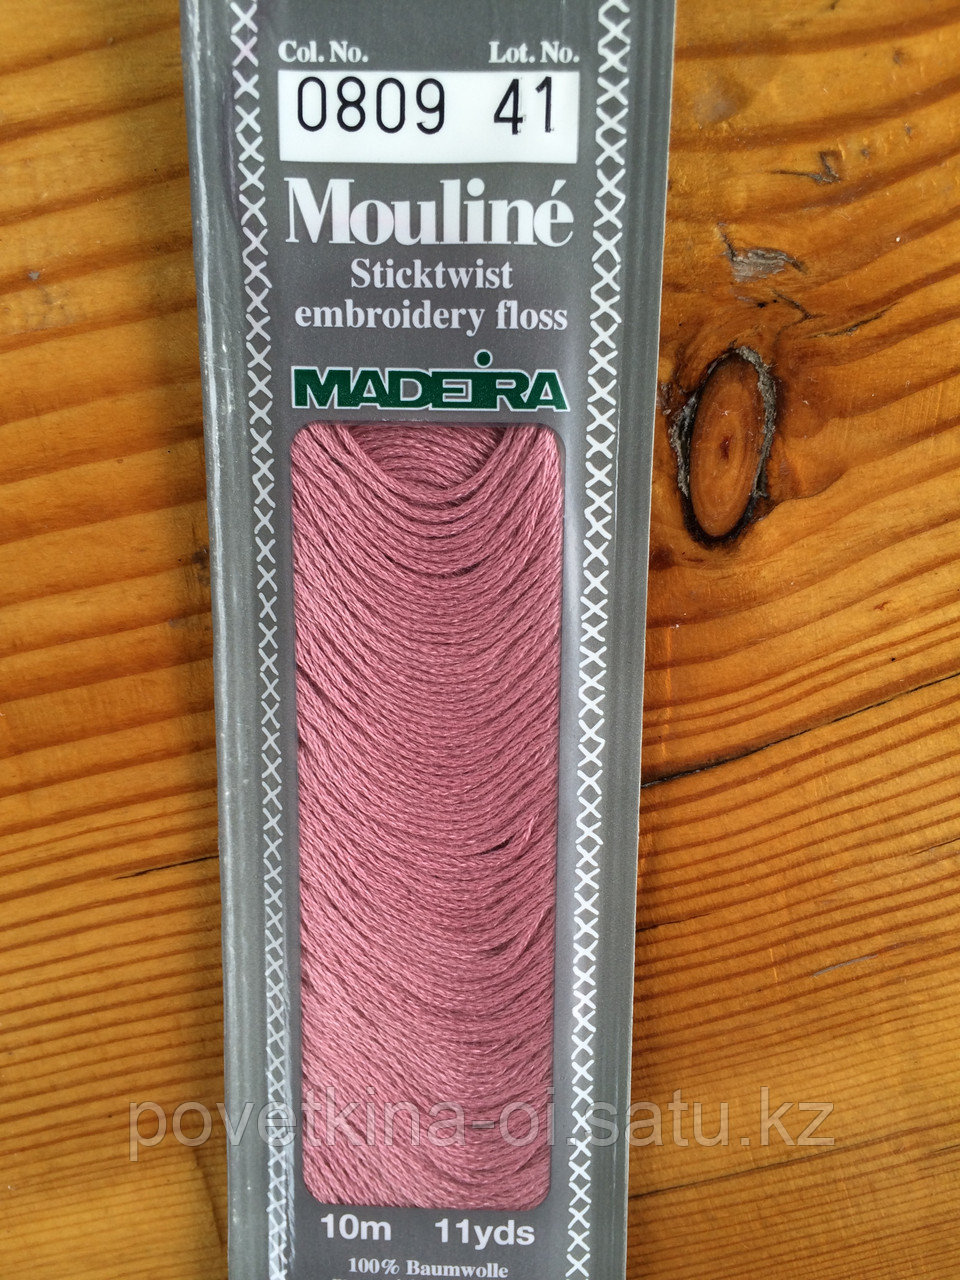 Col. No. Lot. No.
0809 41
Mouliné
Sticktwist
embroidery floss
MADEIRA
povetkina-oi.satu.kz
10m 11yds
100% Baumwolle